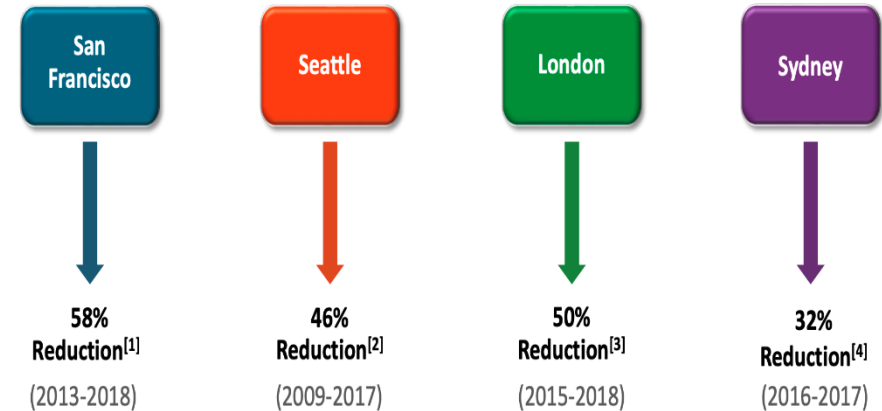 San
Francisco
Seattle
London
Sydney
58%
Reduction[1]
(2013-2018)
46%
Reduction[2]
(2009-2017)
50%
Reduction[3]
(2015-2018)
32%
Reduction[4]
(2016-2017)